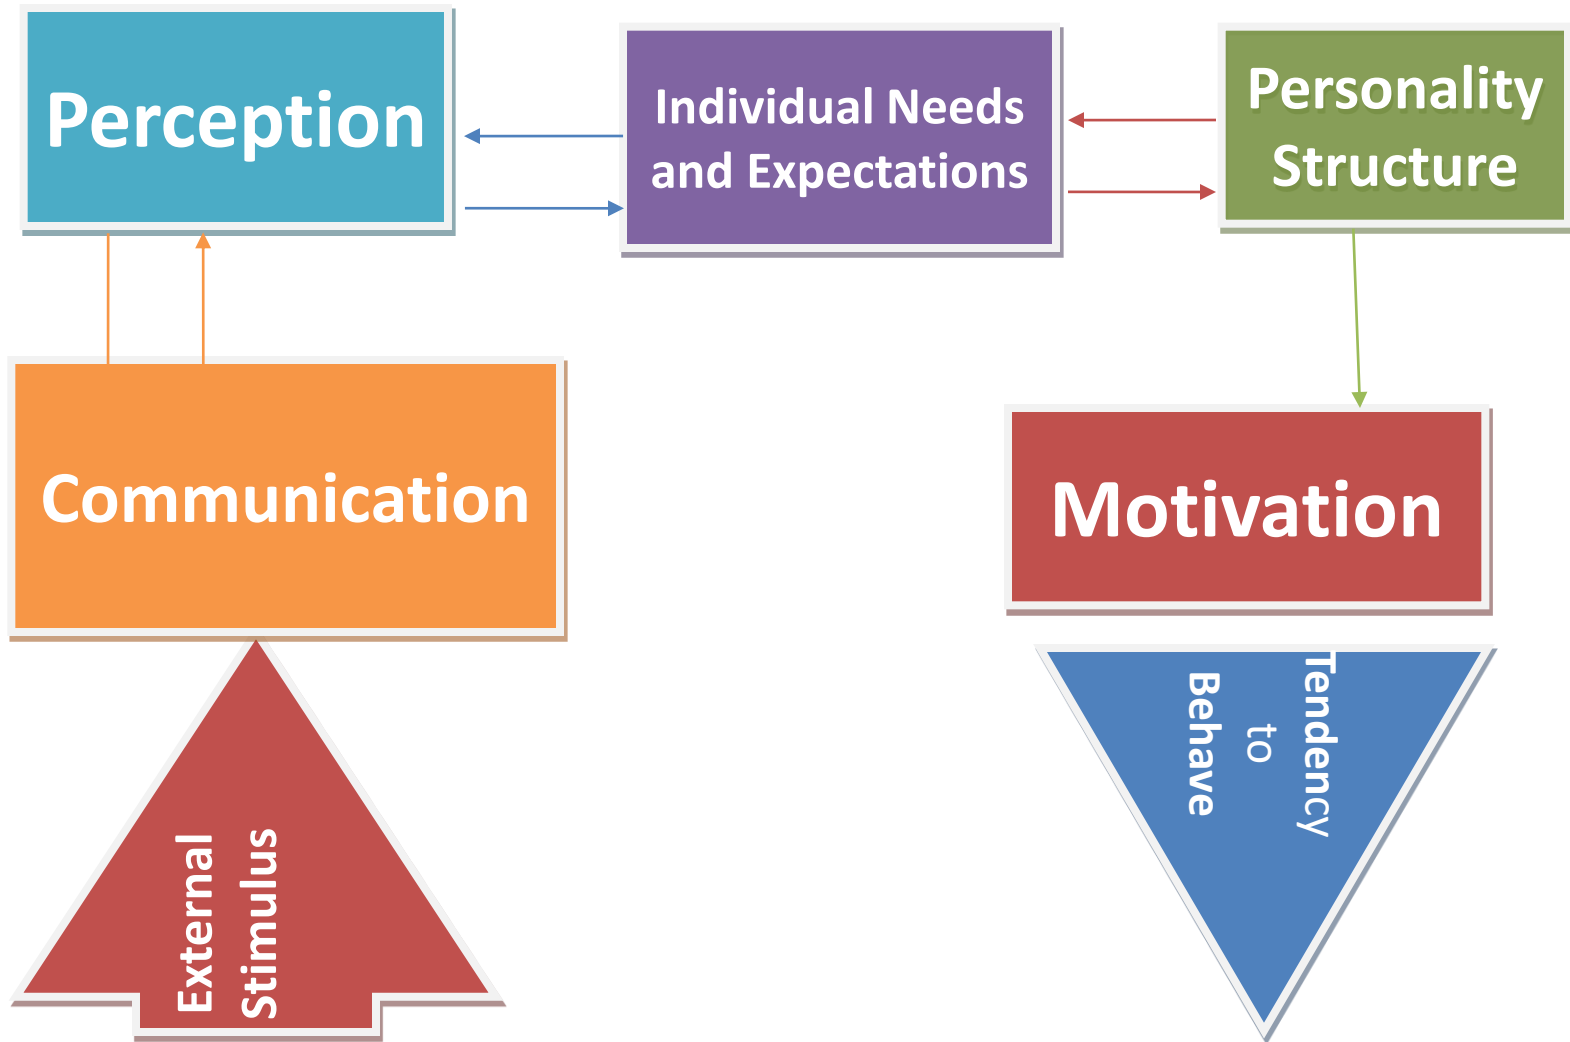 Perception
Individual Needs
and Expectations
Personality
Structure
Communication
Motivation
External
Stimulus
Tendency
to
Behave